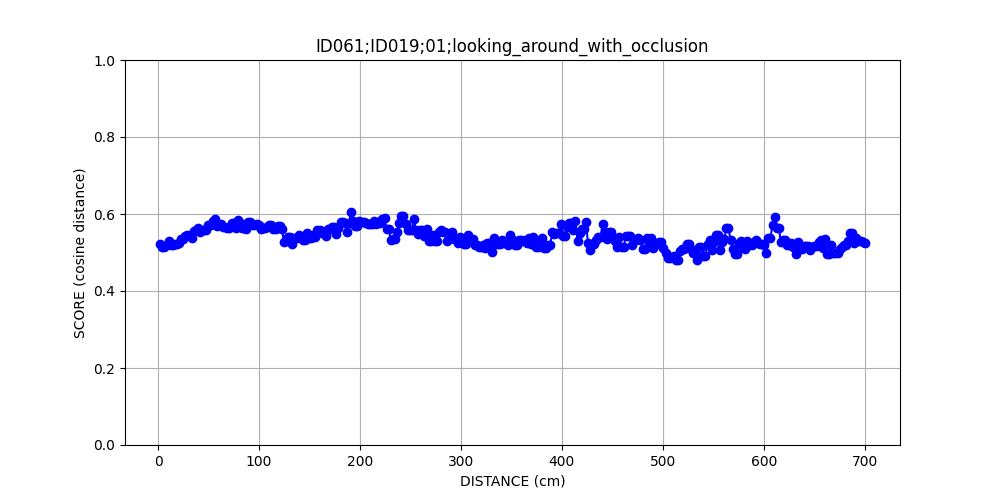 ID061;ID019;01;looking_around_with_occlusion
1.0
0.8
0.6
0.4
0.2
0.0
SCORE (cosine distance)
0 100 200 300 400 500 600 700
DISTANCE (cm)